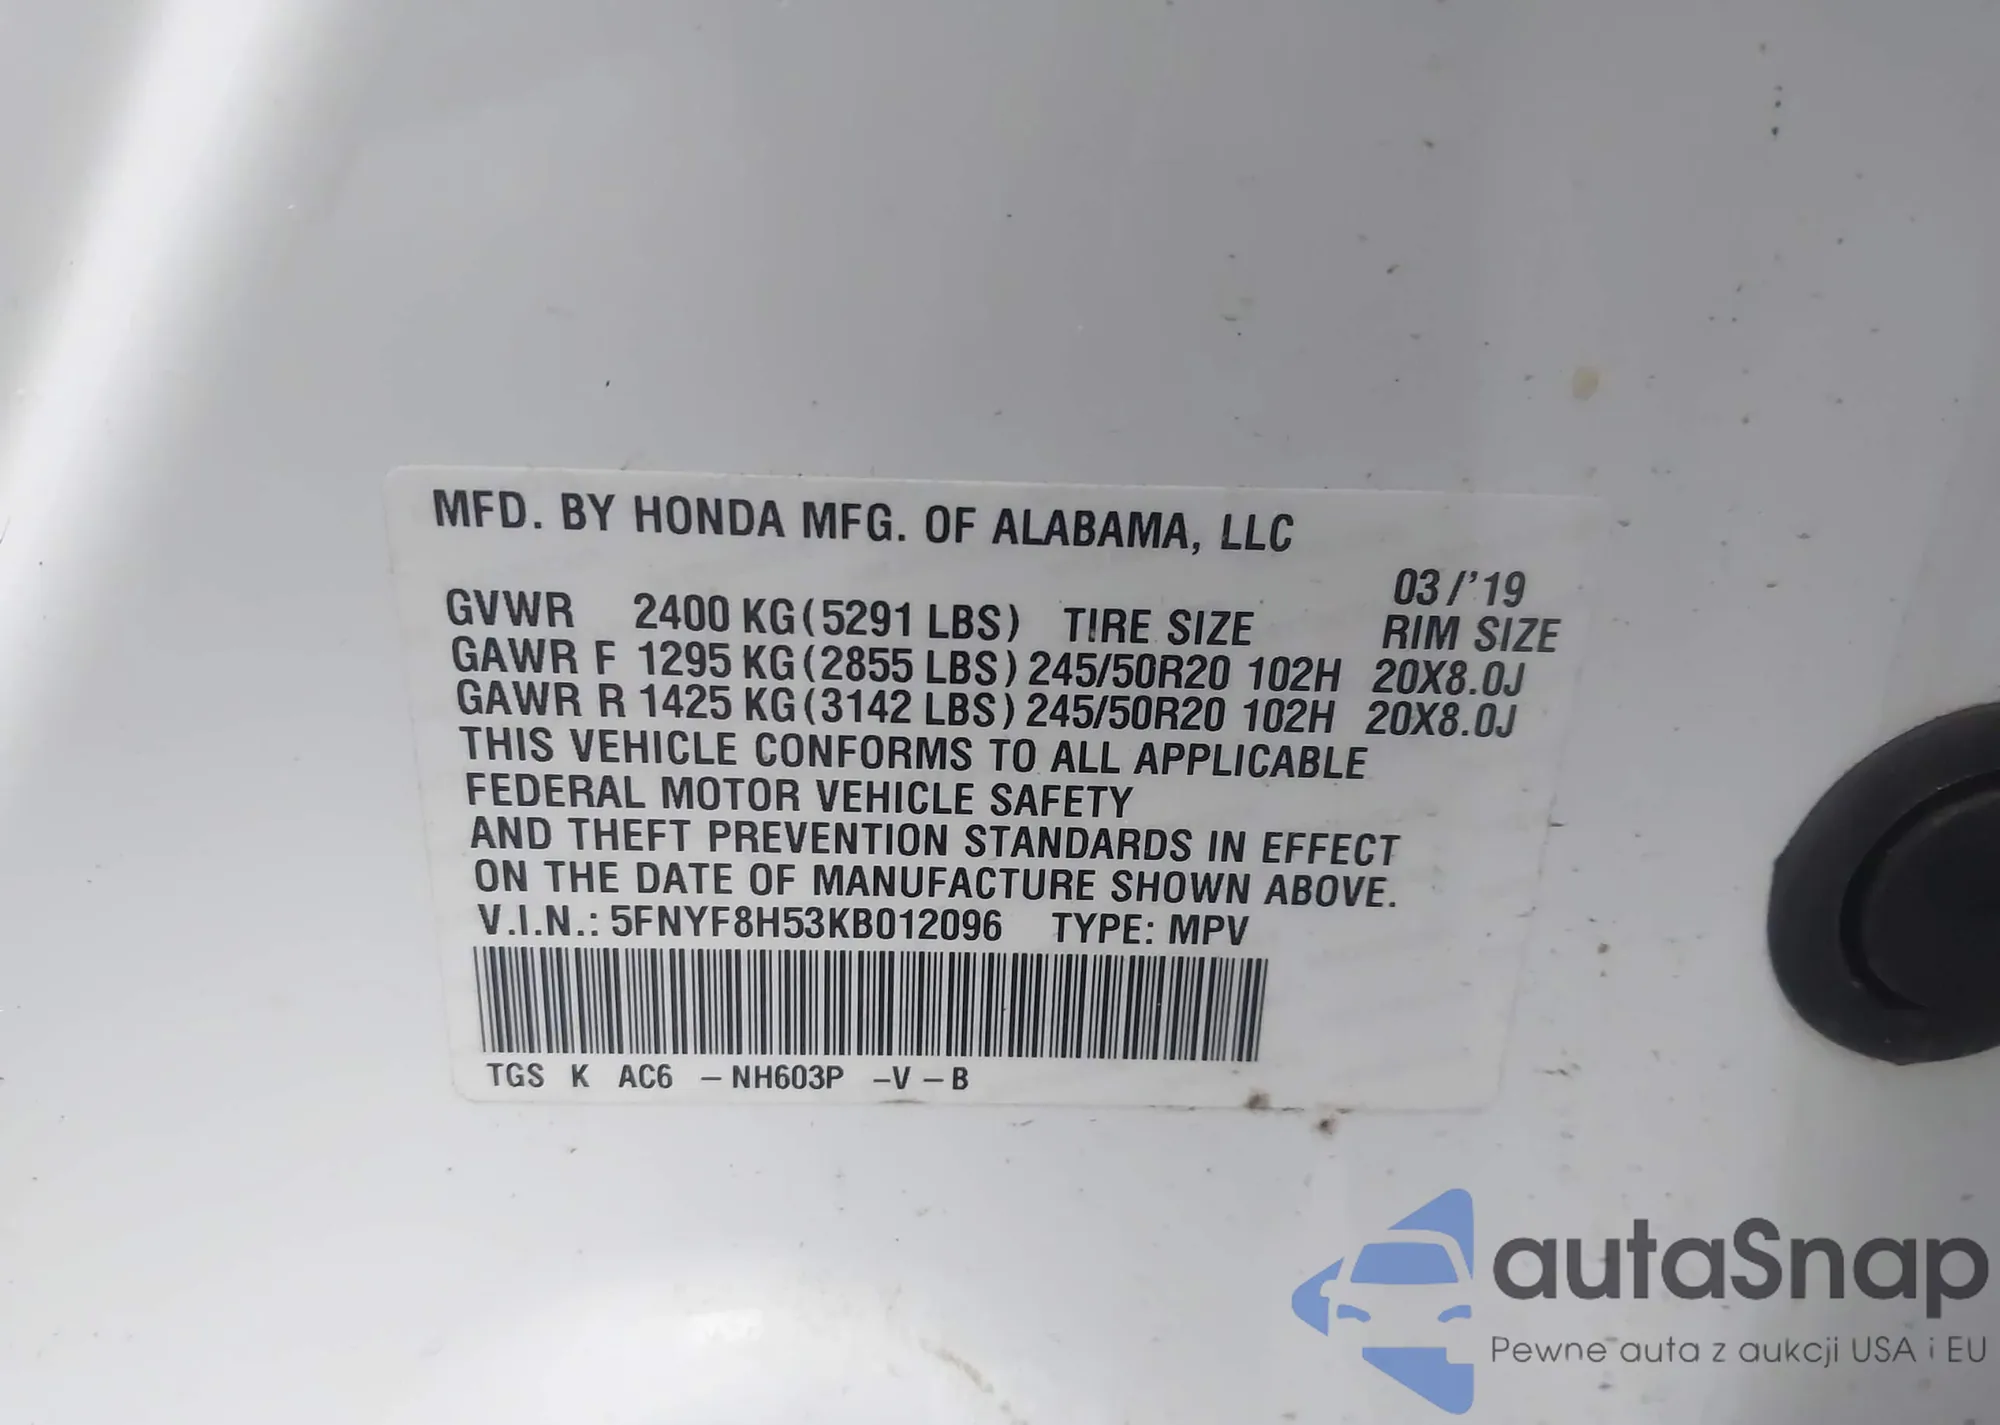 MFD. BY HONDA MFG. OF ALABAMA, LLC
03/'19
GVWR 2400 KG (5291 LBS) TIRE SIZE RIM SIZE
GAWR F 1295 KG (2855 LBS) 245/50R20 102H 20X8.0J
GAWR R 1425 KG (3142 LBS) 245/50R20 102H 20X8.0J
THIS VEHICLE CONFORMS TO ALL APPLICABLE
FEDERAL MOTOR VEHICLE SAFETY
AND THEFT PREVENTION STANDARDS IN EFFECT
ON THE DATE OF MANUFACTURE SHOWN ABOVE.
V.I.N.: 5FNYF8H53KB012096 TYPE: MPV
TGS K AC6 – NH603P – V – B
autaSnap
Pewne auta z aukcji USA i EU